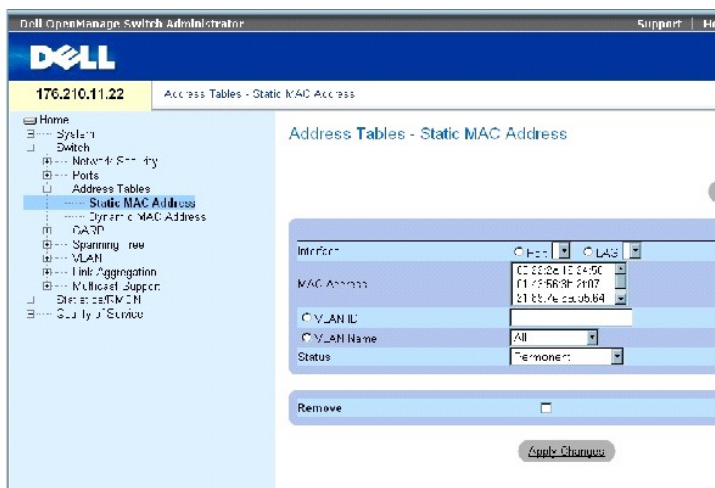 Dell OpenManage Switch Administrator
Support | H
DELL
176.210.11.22
Address Tables - Static MAC Address
Home
System
Switch
Network Security
Ports
Address Tables
Static MAC Address
Dynamic MAC Address
GARP
Spanning Tree
VLAN
Link Aggregation
Multicast Support
Statistics/RMON
Quality of Service
Address Tables - Static MAC Address
Interface
Port
LAG
MAC Address
VLAN ID
VLAN Name
All
Status
Permanent
Remove
Apply Changes